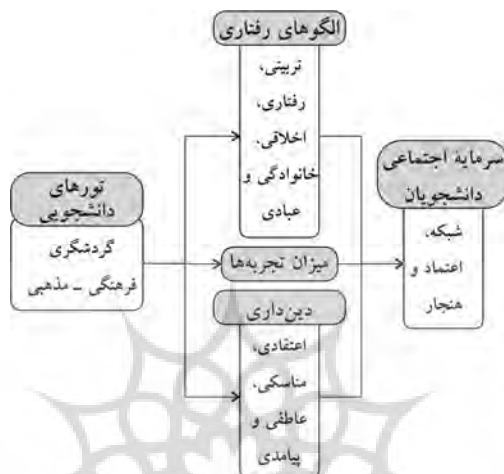 تورهای
دانشجویی
گردشگری
فرهنگی – مذهبی
الگوهای رفتاری
تربیتی،
رفتاری،
اخلاقی،
خانوادگی و
عبادی
میزان تجربه‌ها
دین‌داری
اعتقادی،
مناسکی،
عاطفی و
پیامدی
سرمایة اجتماعی
دانشجویان
شبکه،
اعتماد و
هنجار